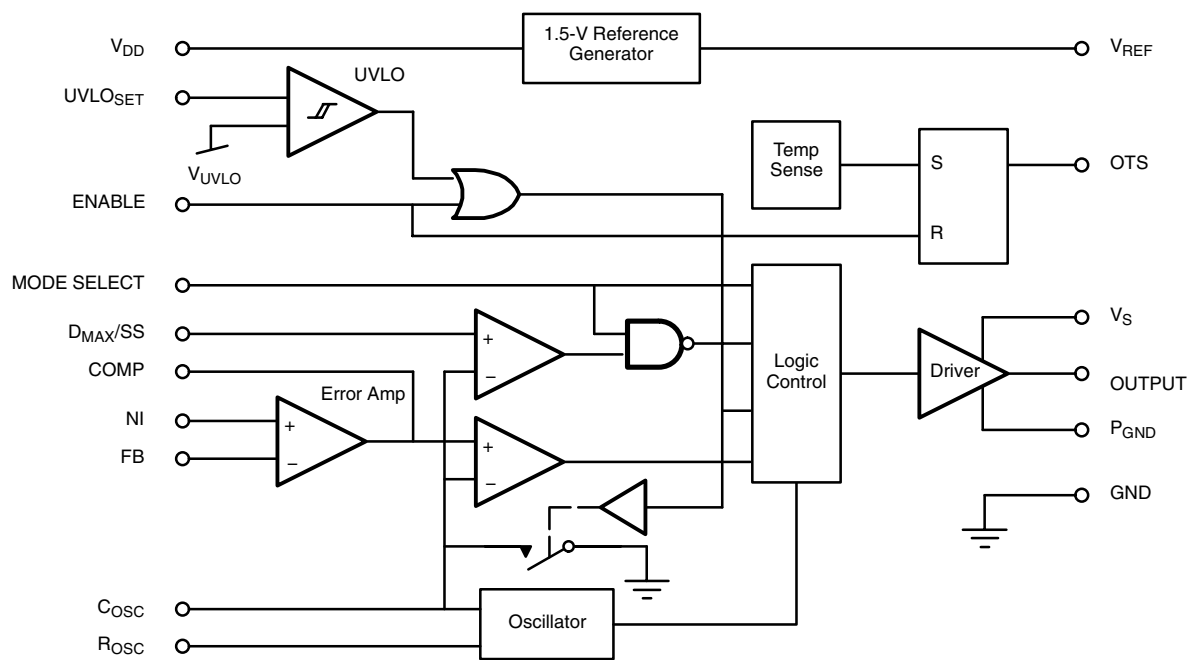 V_DD
1.5-V Reference
Generator
V_REF
UVLO
UVLO_SET
V_UVLO
Temp
Sense
S
OTS
ENABLE
R
MODE SELECT
D_MAX/SS
+
−
V_S
COMP
Logic
Control
Driver
OUTPUT
Error Amp
NI
+
−
+
−
P_GND
FB
GND
C_OSC
Oscillator
R_OSC